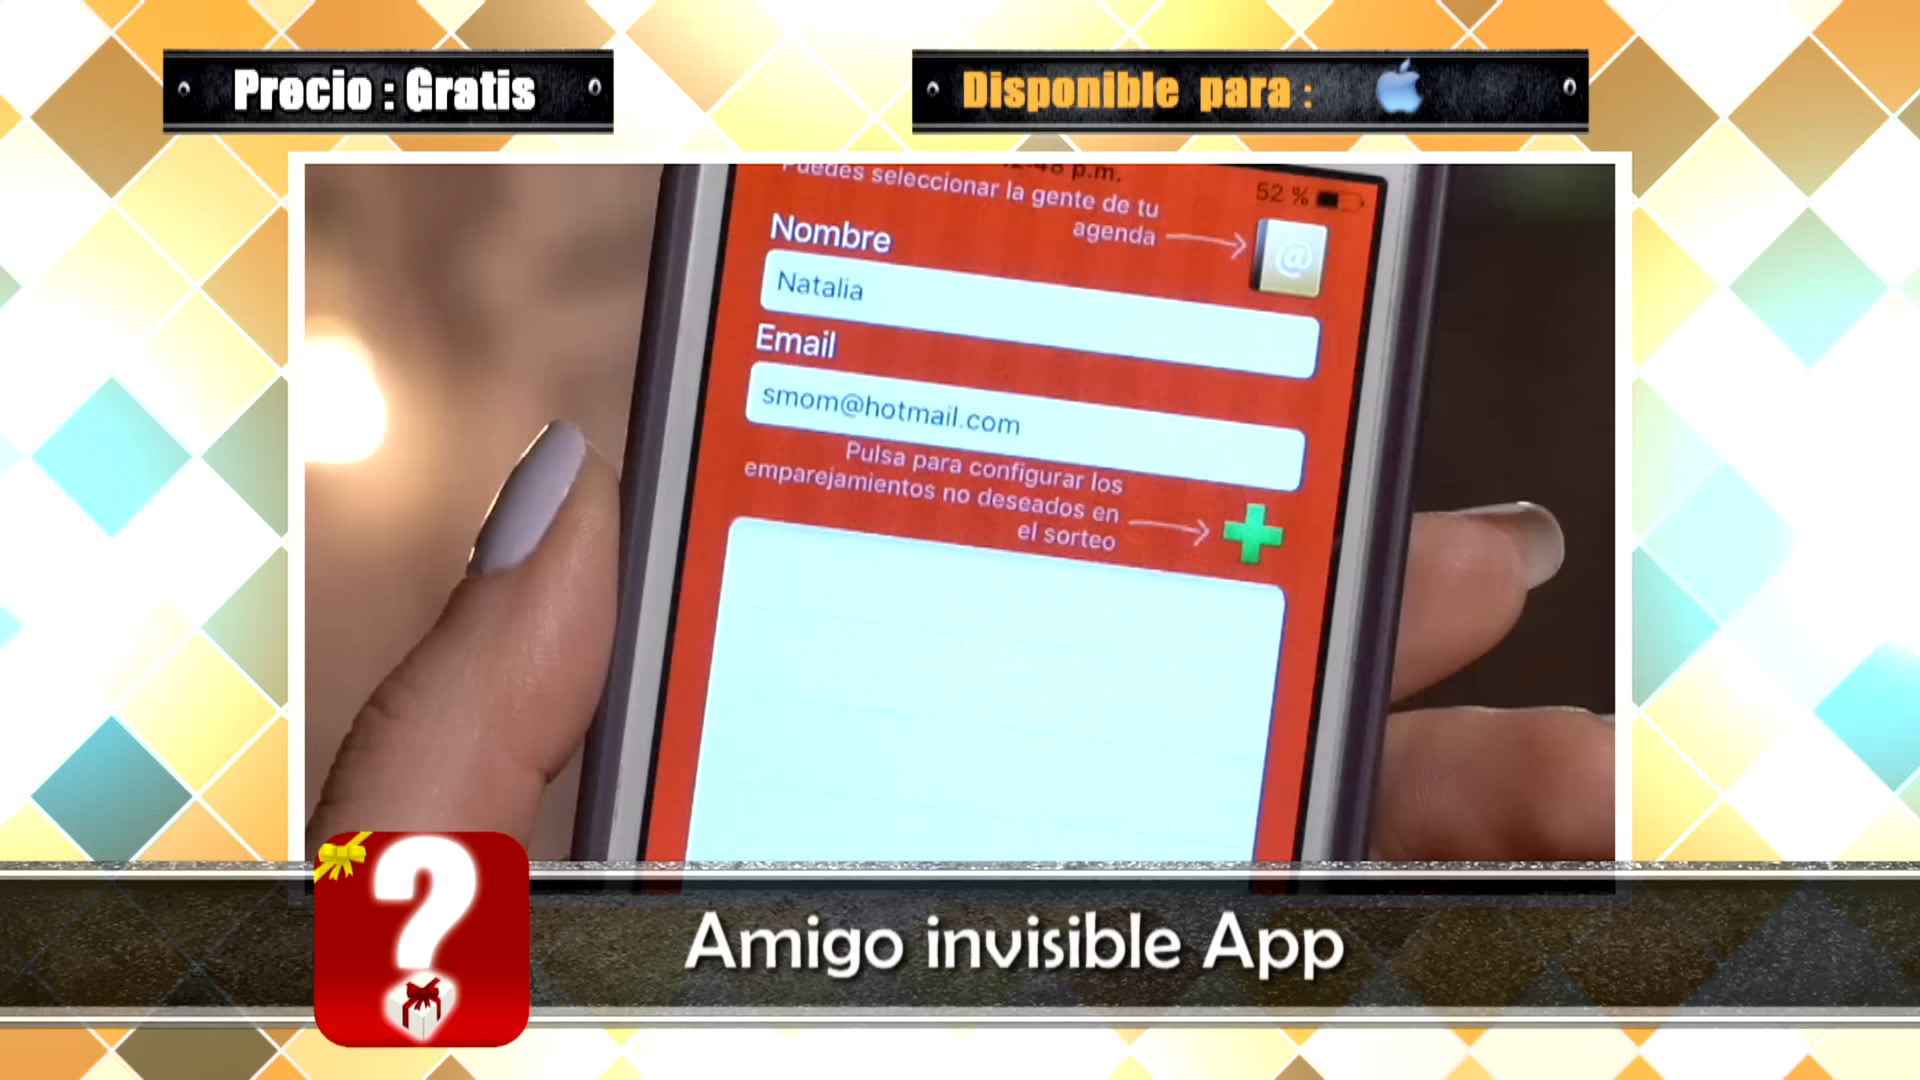 Precio : Gratis
Disponible para :
p.m.
52 %
Puedes seleccionar la gente de tu
agenda
@
Nombre
Natalia
Email
smom@hotmail.com
Pulsa para configurar los
emparejamientos no deseados en
el sorteo
?
Amigo invisible App